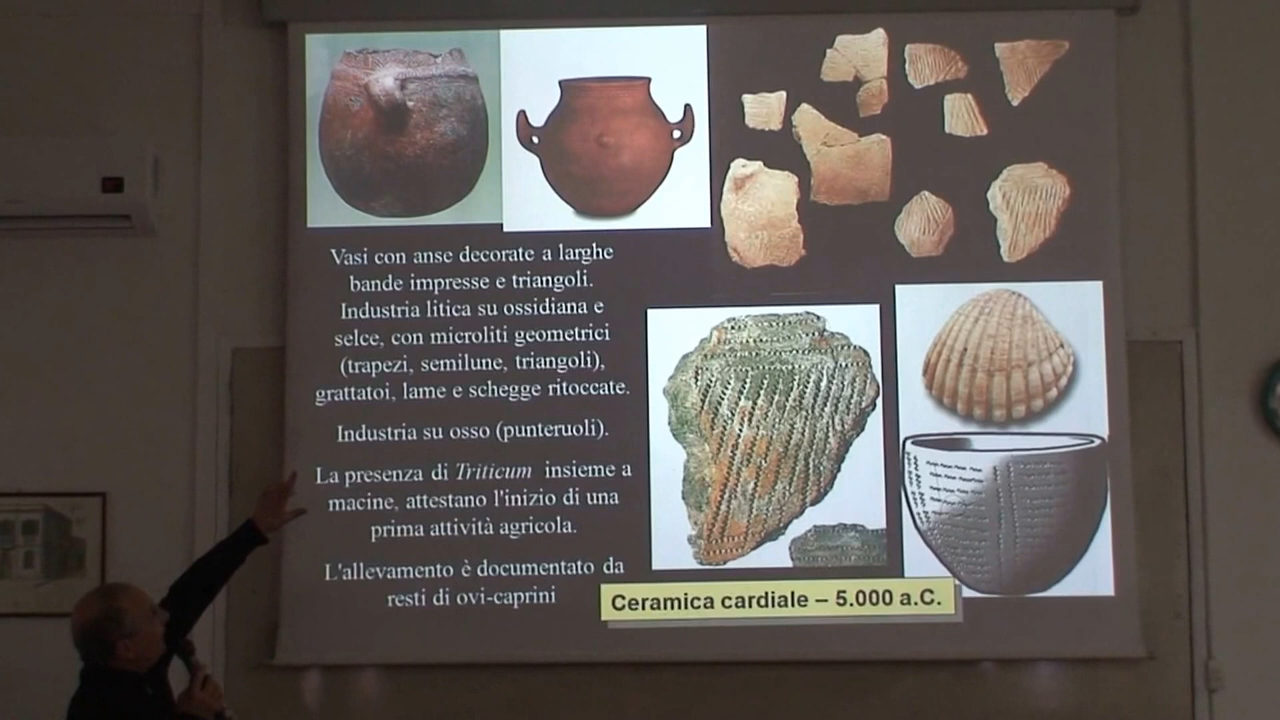 Vasi con anse decorate a larghe
bande impresse e triangoli.
Industria litica su ossidiana e
selce, con microliti geometrici
(trapezi, semilune, triangoli),
grattatoi, lame e schegge ritoccate.
Industria su osso (punteruoli).
La presenza di Triticum insieme a
macine, attestano l'inizio di una
prima attività agricola.
L'allevamento è documentato da
resti di ovi-caprini
Ceramica cardiale – 5.000 a.C.